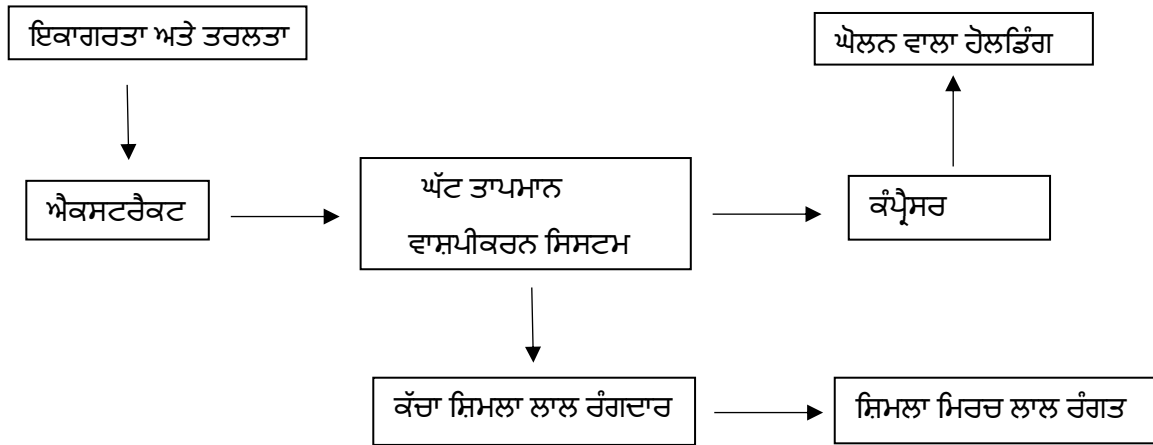 ਇਕਾਗਰਤਾ ਅਤੇ ਤਰਲਤਾ
ਘੋਲਨ ਵਾਲਾ ਹੋਲਡਿੰਗ
ਐਕਸਟਰੈਕਟ
ਘੱਟ ਤਾਪਮਾਨ
ਵਾਸ਼ਪੀਕਰਨ ਸਿਸਟਮ
ਕੰਪ੍ਰੈਸਰ
ਕੱਚਾ ਸ਼ਿਮਲਾ ਲਾਲ ਰੰਗਦਾਰ
ਸ਼ਿਮਲਾ ਮਿਰਚ ਲਾਲ ਰੰਗਤ